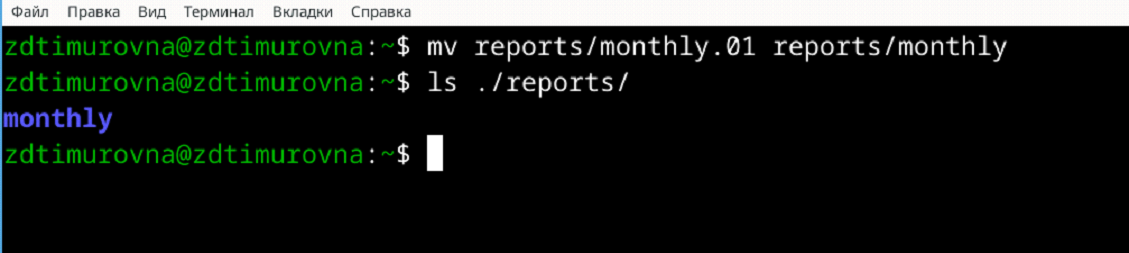 Файл Правка Вид Терминал Вкладки Справка
zdtimurovna@zdtimurovna:~$ mv reports/monthly.01 reports/monthly
zdtimurovna@zdtimurovna:~$ ls ./reports/
monthly
zdtimurovna@zdtimurovna:~$